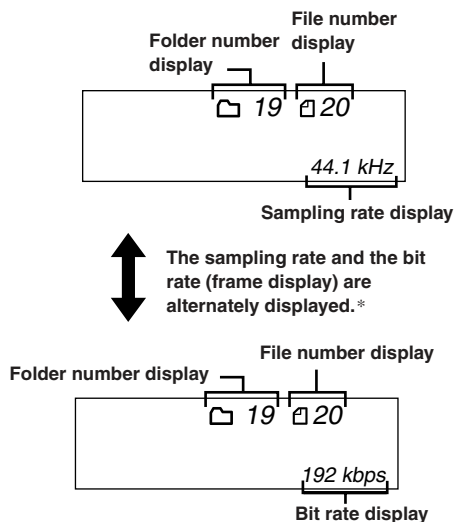 File number
display
Folder number
display
19 20
44.1 kHz
Sampling rate display
The sampling rate and the bit
rate (frame display) are
alternately displayed.*
File number display
Folder number display
19 20
192 kbps
Bit rate display